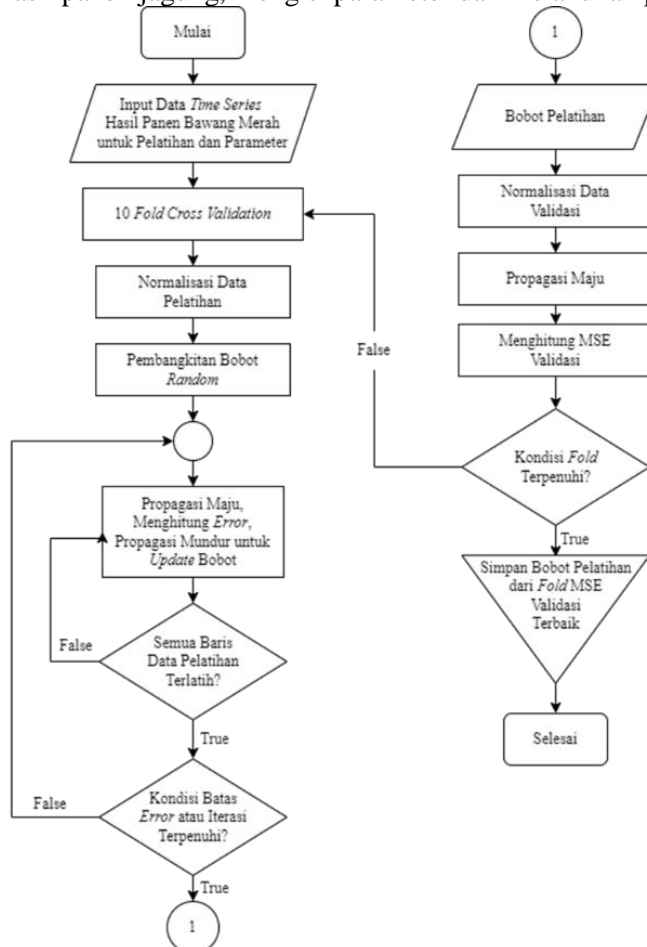 panen jagung,
Mulai
Input Data Time Series
Hasil Panen Bawang Merah
untuk Pelatihan dan Parameter
10 Fold Cross Validation
Normalisasi Data
Pelatihan
Pembangkitan Bobot
Random
Propagasi Maju,
Menghitung Error,
Propagasi Mundur untuk
Update Bobot
False
Semua Baris
Data Pelatihan
Terlatih?
True
False
Kondisi Batas
Error atau Iterasi
Terpenuhi?
True
1
1
Bobot Pelatihan
Normalisasi Data
Validasi
Propagasi Maju
Menghitung MSE
Validasi
False
Kondisi Fold
Terpenuhi?
True
Simpan Bobot Pelatihan
dari Fold MSE
Validasi
Terbaik
Selesai